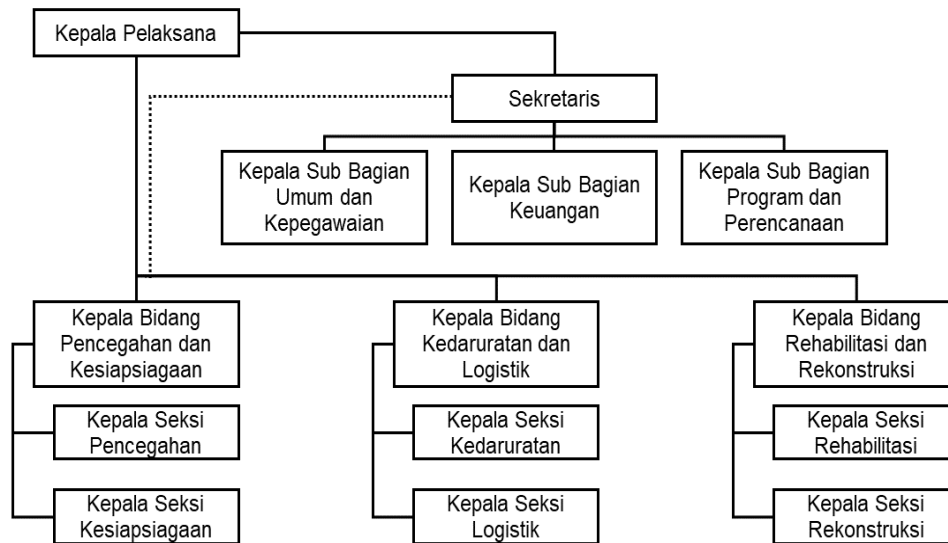 Kepala Pelaksana
Sekretaris
Kepala Sub Bagian
Umum dan
Kepegawaian
Kepala Sub Bagian
Keuangan
Kepala Sub Bagian
Program dan
Perencanaan
Kepala Bidang
Pencegahan dan
Kesiapsiagaan
Kepala Seksi
Pencegahan
Kepala Seksi
Kesiapsiagaan
Kepala Bidang
Kedaruratan dan
Logistik
Kepala Seksi
Kedaruratan
Kepala Seksi
Logistik
Kepala Bidang
Rehabilitasi dan
Rekonstruksi
Kepala Seksi
Rehabilitasi
Kepala Seksi
Rekonstruksi